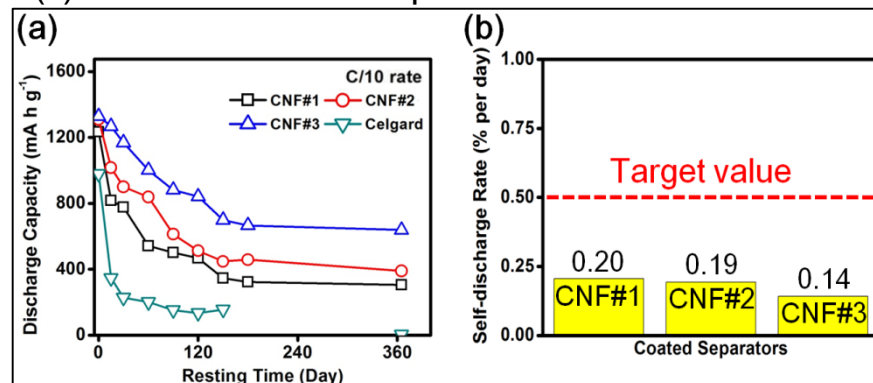 (a)
Discharge Capacity (mA h g⁻¹)
1600
1200
800
400
0
C/10 rate
CNF#1 CNF#2
CNF#3 Celgard
0 120 240 360
Resting Time (Day)
(b)
Self-discharge Rate (% per day)
1.00
0.75
0.50
0.25
0.00
Target value
0.20 0.19 0.14
CNF#1 CNF#2 CNF#3
Coated Separators